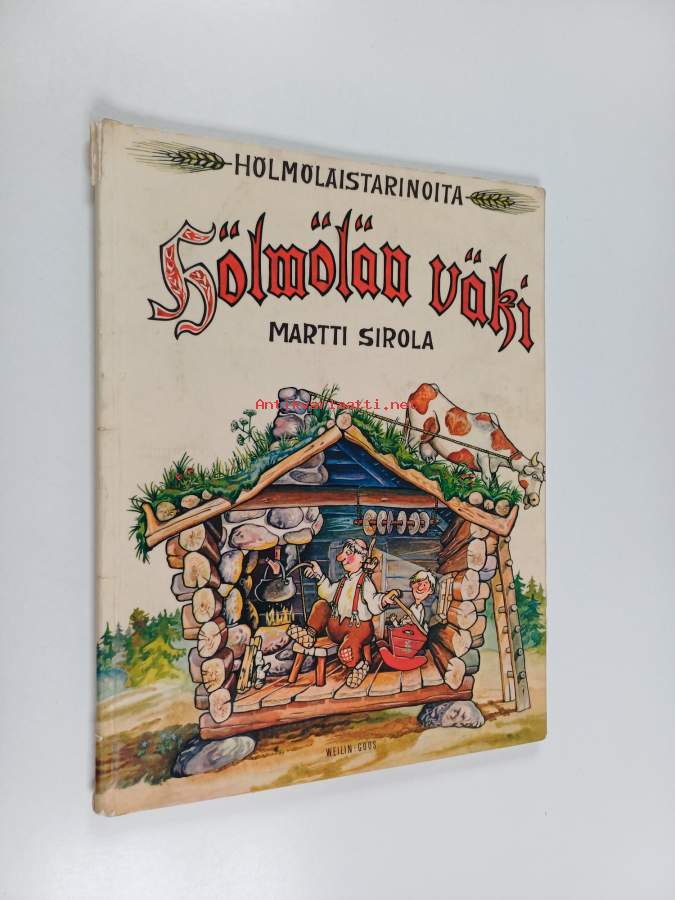 HÖLMÖLÄISTARINOITA
Hölmölän väki
MARTTI SIROLA
Antikvariaatti.net
WEILIN+GÖÖS